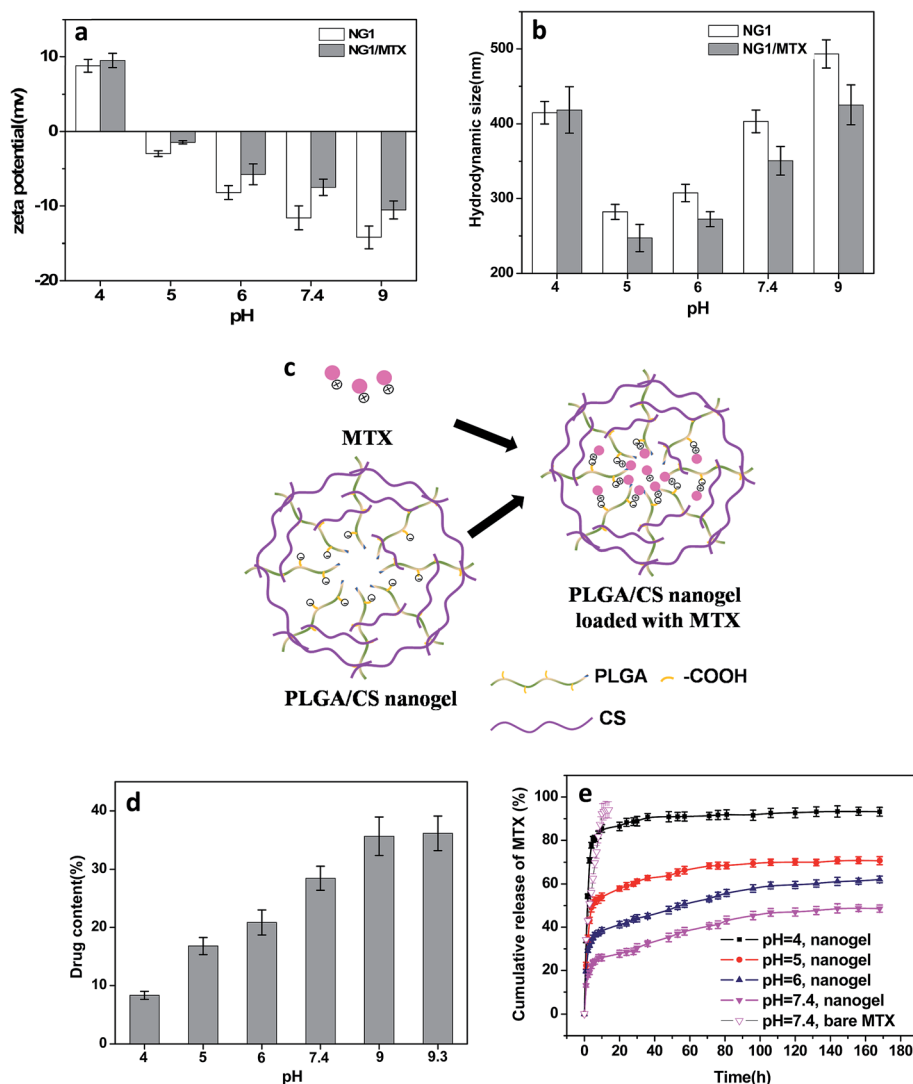 a
NG1
NG1/MTX
10
0
-10
-20
zeta potential(mv)
4 5 6 7.4 9
pH
b
NG1
NG1/MTX
500
400
300
200
Hydrodynamic size(nm)
4 5 6 7.4 9
pH
c
MTX
PLGA/CS nanogel
PLGA/CS nanogel
loaded with MTX
PLGA -COOH
CS
d
40
30
20
10
0
Drug content(%)
4 5 6 7.4 9 9.3
pH
e
100
80
60
40
20
0
Cumulative release of MTX (%)
pH=4, nanogel
pH=5, nanogel
pH=6, nanogel
pH=7.4, nanogel
pH=7.4, bare MTX
0 20 40 60 80 100 120 140 160 180
Time(h)